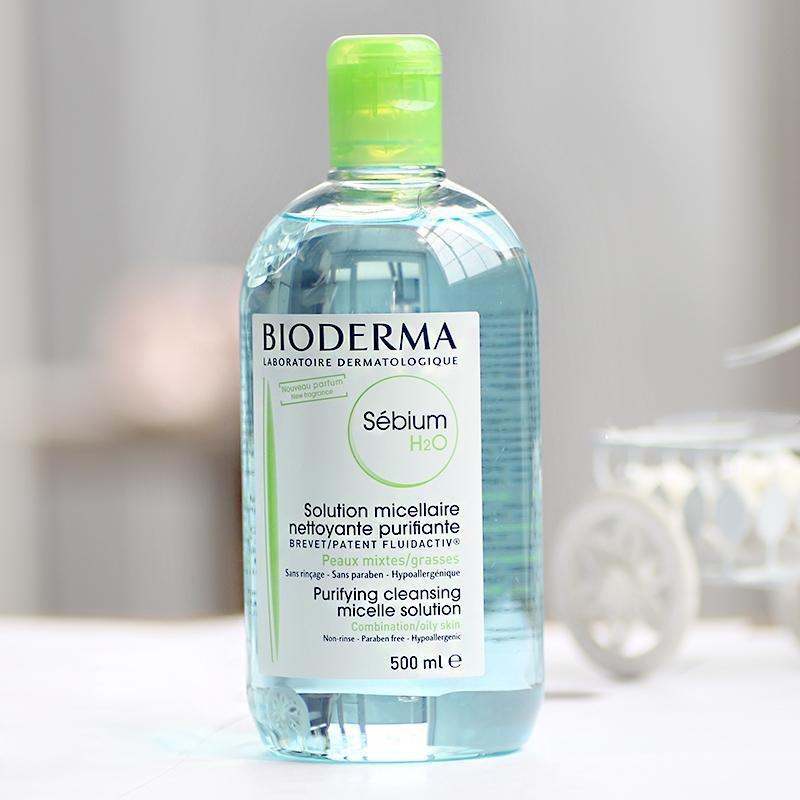 BIODERMA
LABORATOIRE DERMATOLOGIQUE
Nouveau parfum
New fragrance
Sébium
H2O
Solution micellaire
nettoyante purifiante
BREVET/PATENT FLUIDACTIV®
Peaux mixtes/grasses
Sans rinçage - Sans paraben - Hypoallergénique
Purifying cleansing
micelle solution
Combination/oily skin
Non-rinse - Paraben free - Hypoallergenic
500 ml ℮